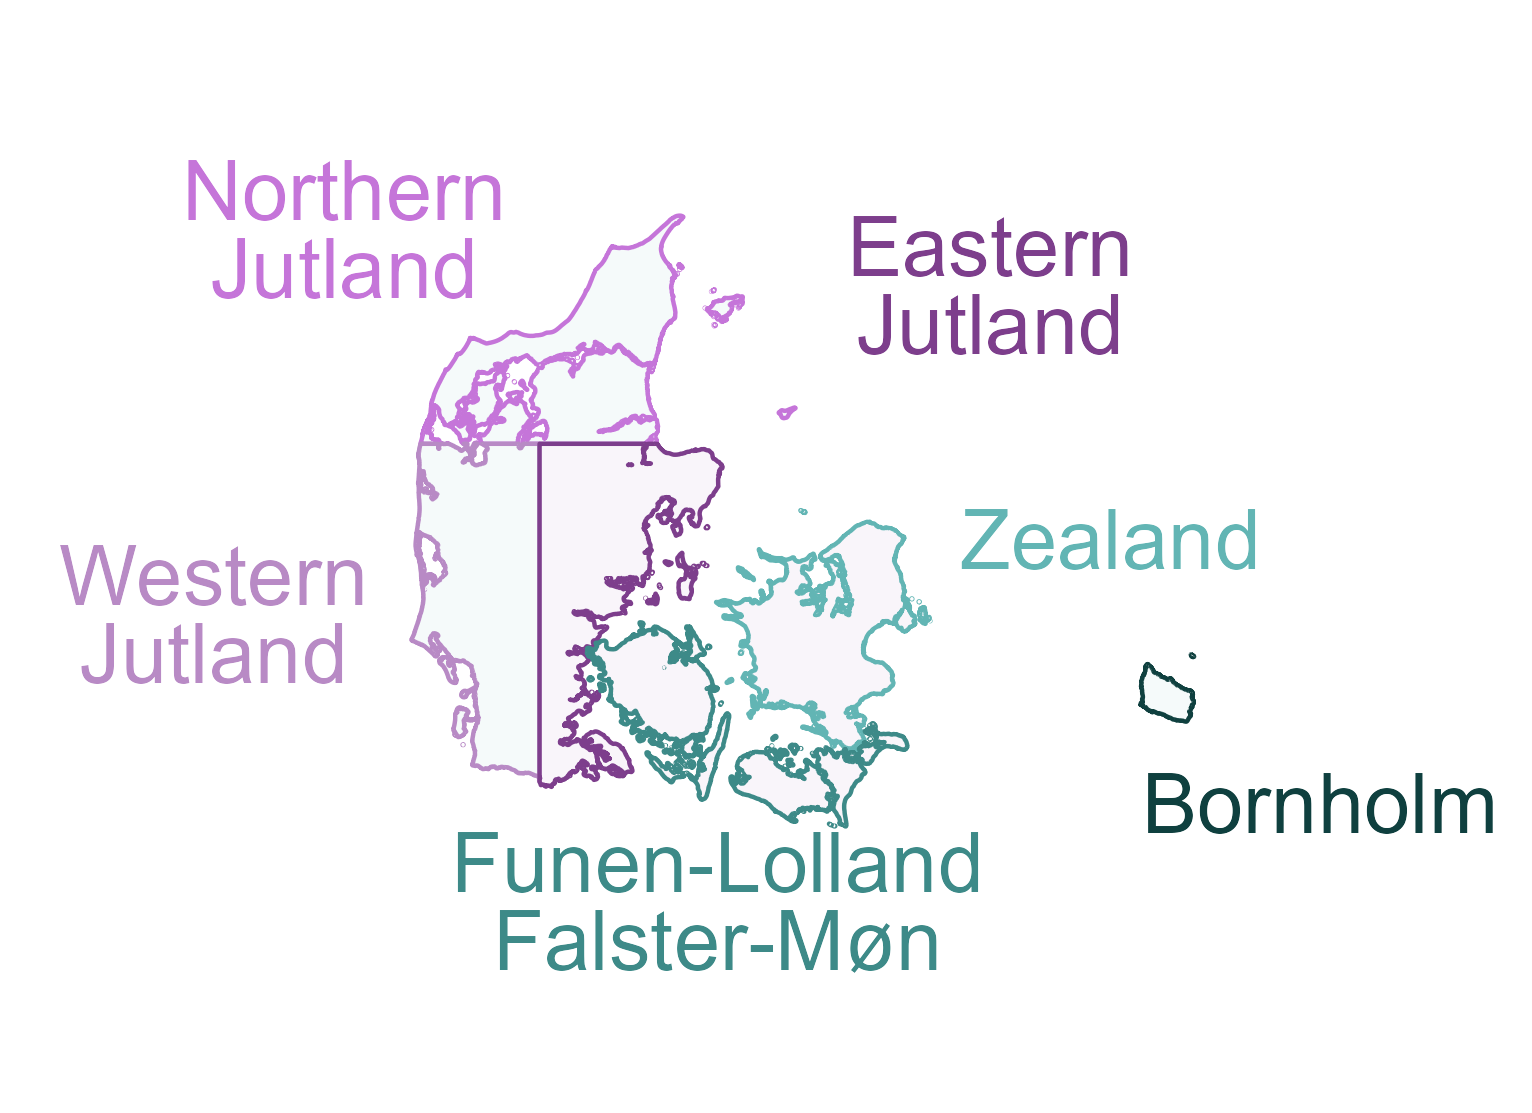 Northern
Jutland
Eastern
Jutland
Zealand
Western
Jutland
Bornholm
Funen-Lolland
Falster-Møn